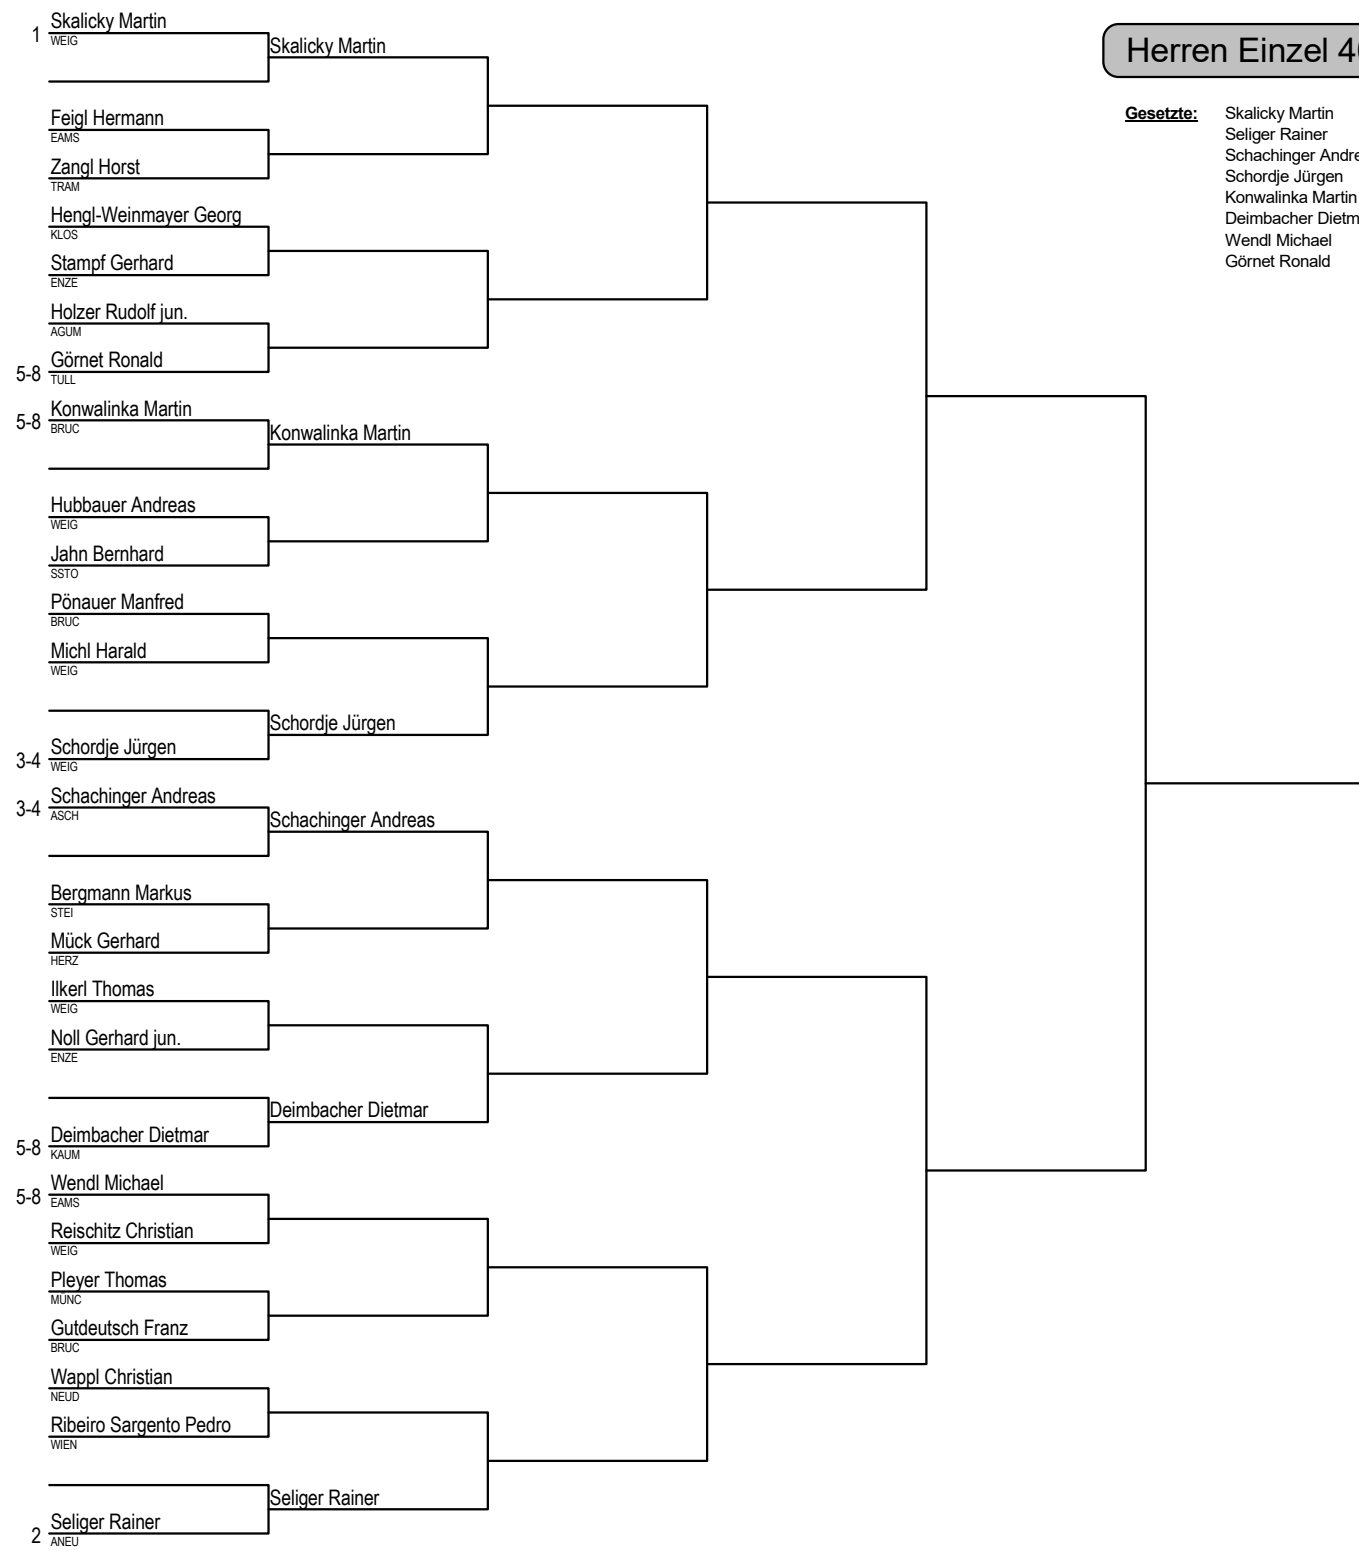 Herren Einzel 4
Gesetzte: Skalicky Martin
Seliger Rainer
Schachinger Andre
Schordje Jürgen
Konwalinka Martin
Deimbacher Dietm
Wendl Michael
Görnet Ronald
1 Skalicky Martin
WEIG
Skalicky Martin
Feigl Hermann
EAMS
Zangl Horst
TRAM
Hengl-Weinmayer Georg
KLOS
Stampf Gerhard
ENZE
Holzer Rudolf jun.
AGUM
5-8 Görnet Ronald
TULL
5-8 Konwalinka Martin
BRUC
Konwalinka Martin
Hubbauer Andreas
WEIG
Jahn Bernhard
SSTO
Pönauer Manfred
BRUC
Michl Harald
WEIG
Schordje Jürgen
3-4 Schordje Jürgen
WEIG
3-4 Schachinger Andreas
ASCH
Schachinger Andreas
Bergmann Markus
STEI
Mück Gerhard
HERZ
Ilkerl Thomas
WEIG
Noll Gerhard jun.
ENZE
Deimbacher Dietmar
5-8 Deimbacher Dietmar
KAUM
5-8 Wendl Michael
EAMS
Reischitz Christian
WEIG
Pleyer Thomas
MÜNC
Gutdeutsch Franz
BRUC
Wappl Christian
NEUD
Ribeiro Sargento Pedro
WIEN
Seliger Rainer
2 Seliger Rainer
ANEU